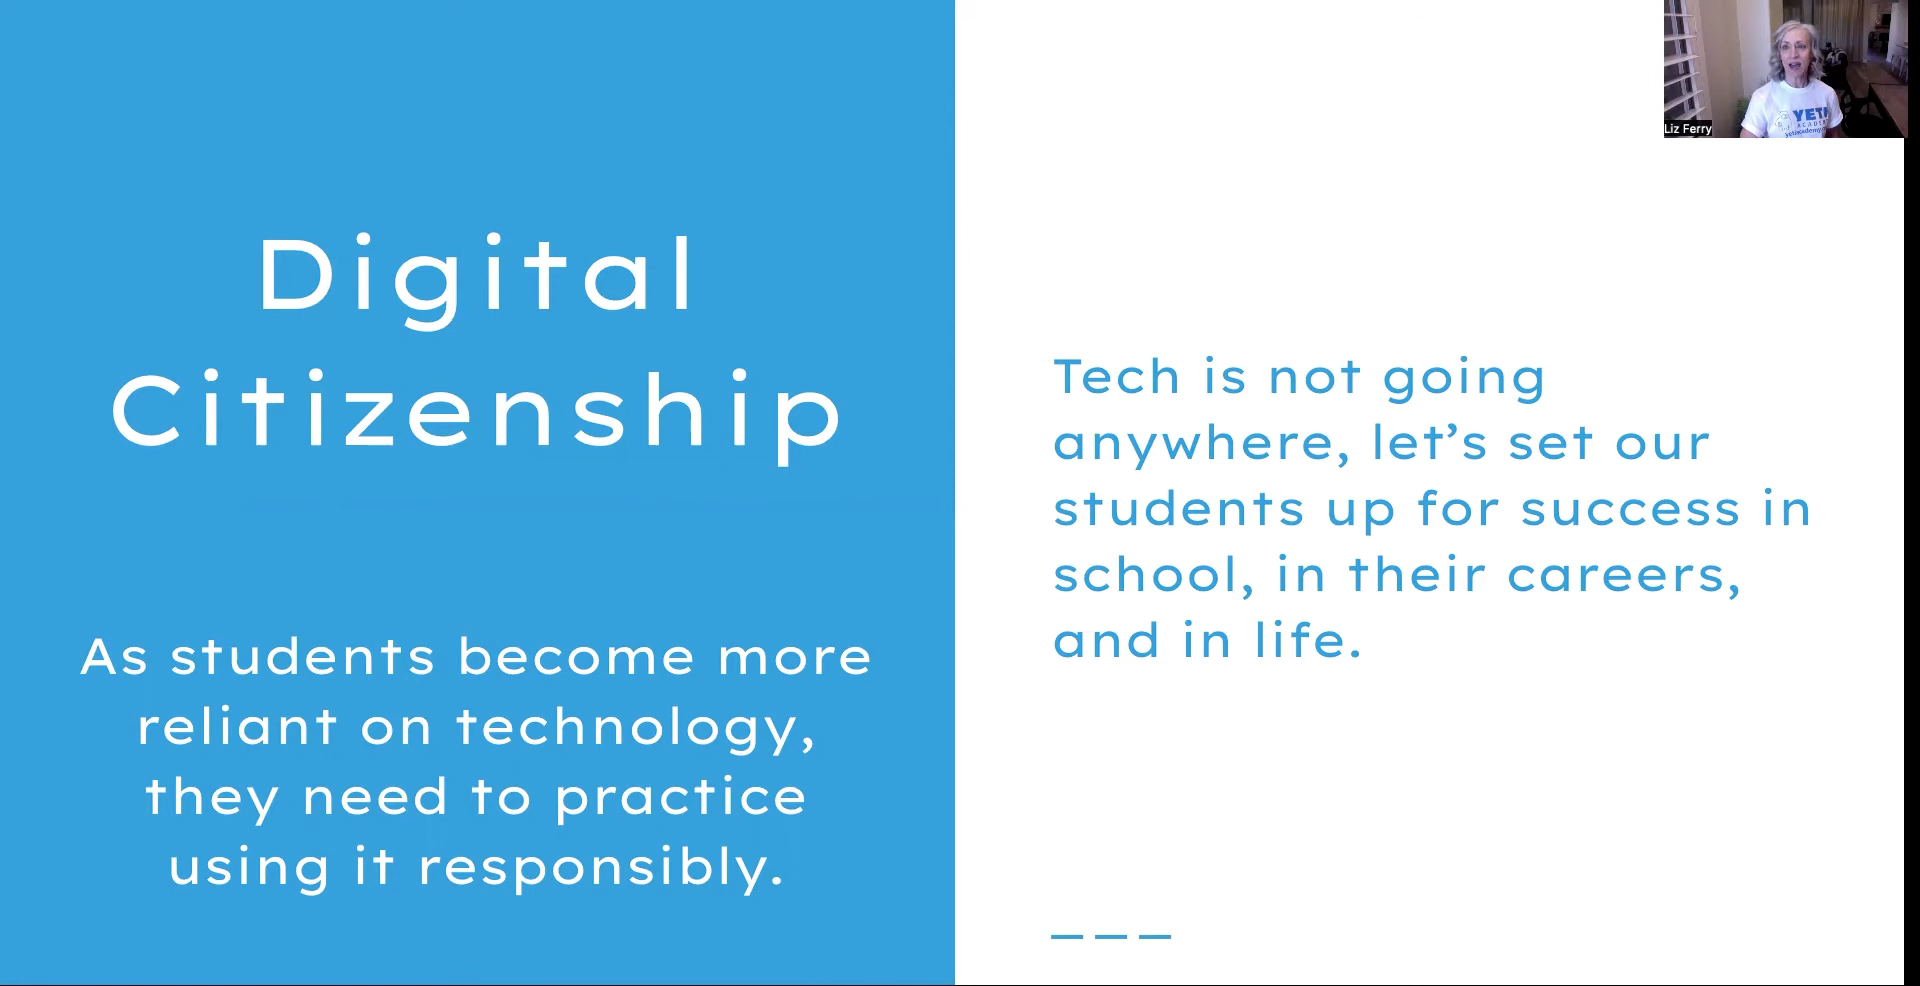 Digital
Citizenship
As students become more
reliant on technology,
they need to practice
using it responsibly.
Tech is not going
anywhere, let’s set our
students up for success in
school, in their careers,
and in life.
Liz Ferry
YETI